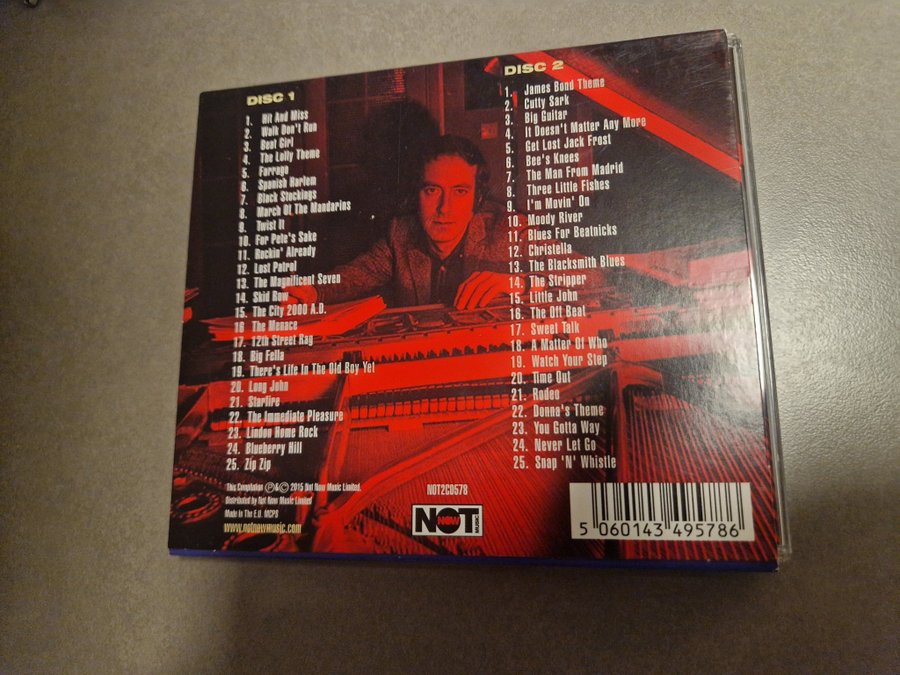 DISC 1
1. Hit And Miss
2. Walk Don't Run
3. Beat Girl
4. The Lolly Theme
5. Farrago
6. Spanish Harlem
7. Black Stockings
8. March Of The Mandarins
9. Twist It
10. For Pete's Sake
11. Rockin' Already
12. Lost Patrol
13. The Magnificent Seven
14. Skid Row
15. The City 2000 A.D.
16 The Menace
17. 12th Street Rag
18. Big Fella
19. There's Life In The Old Boy Yet
20. Long John
21. Starfire
22. The Immediate Pleasure
23. Lindon Home Rock
24. Blueberry Hill
25. Zip Zip
This Compilation ℗&© 2015 Not Now Music Limited.
Distributed by Not Now Music Limited
Made In The E.U. MCPS
www.notnowmusic.com
DISC 2
1. James Bond Theme
2. Cutty Sark
3. Big Guitar
4. It Doesn't Matter Any More
5. Get Lost Jack Frost
6. Bee's Knees
7. The Man From Madrid
8. Three Little Fishes
9. I'm Movin' On
10. Moody River
11. Blues For Beatnicks
12. Christella
13. The Blacksmith Blues
14. The Stripper
15. Little John
16. The Off Beat
17. Sweet Talk
18. A Matter Of Who
19. Watch Your Step
20. Time Out
21. Rodeo
22. Donna's Theme
23. You Gotta Way
24. Never Let Go
25. Snap 'N' Whistle
NOT2CD578
NOT NOW MUSIC
5 060143 495786